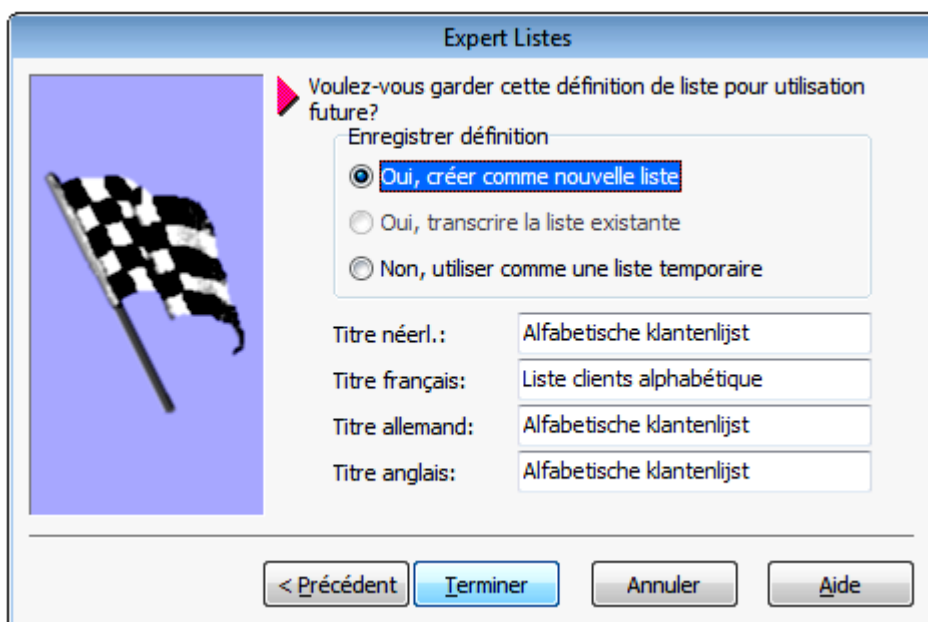 Expert Listes
Voulez-vous garder cette définition de liste pour utilisation
future?
Enregistrer définition
Oui, créer comme nouvelle liste
Oui, transcrire la liste existante
Non, utiliser comme une liste temporaire
Titre néerl.: Alfabetische klantenlijst
Titre français: Liste clients alphabétique
Titre allemand: Alfabetische klantenlijst
Titre anglais: Alfabetische klantenlijst
< Précédent Terminer Annuler Aide